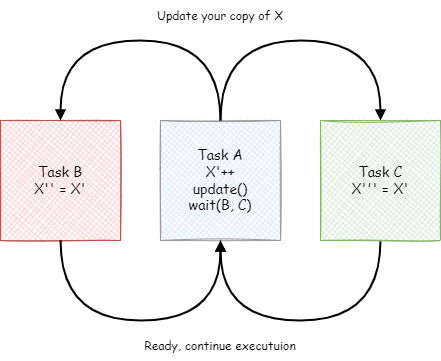 Update your copy of X
Task B
X'' = X'
Task A
X'++
update()
wait(B, C)
Task C
X''' = X'
Ready, continue executuion